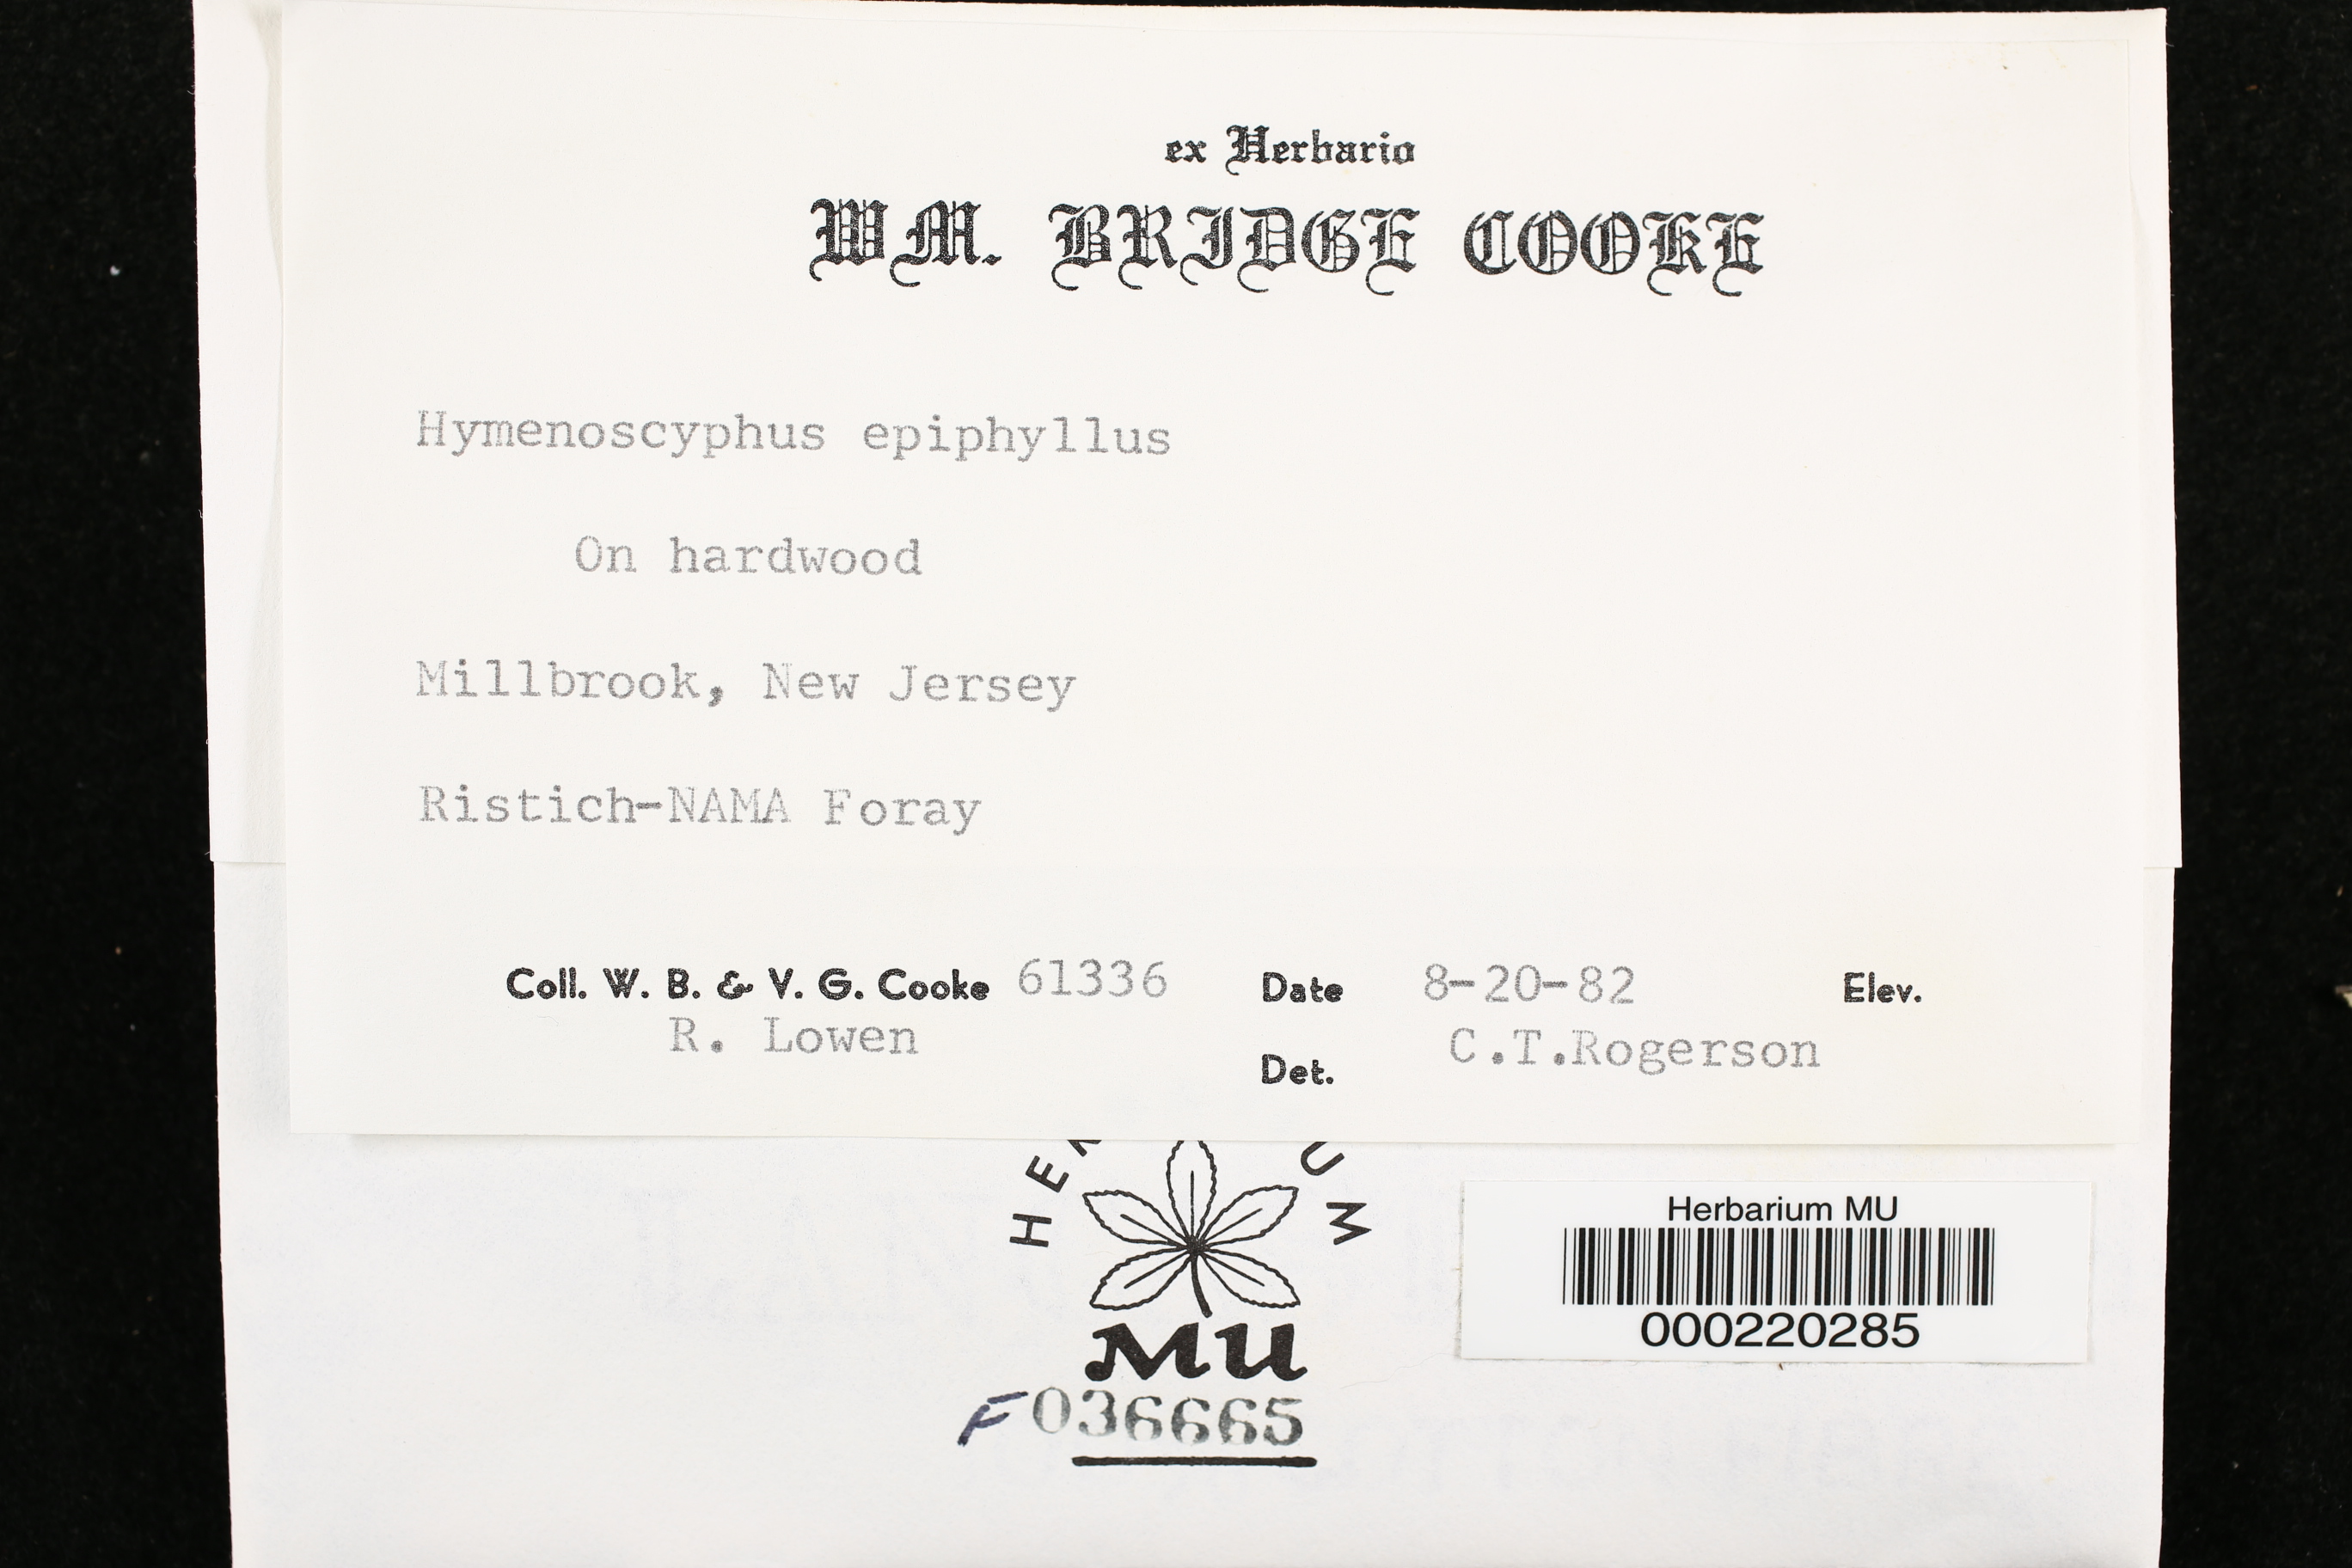 ex Herbario
WM. BRIDGE COOKE
Hymenoscyphus epiphyllus
On hardwood
Millbrook, New Jersey
Ristich-NAMA Foray
Coll. W. B. & V. G. Cooke 61336 Date 8-20-82 Elev.
R. Lowen
Det. C.T.Rogerson
Herbarium MU
000220285
MU
F036665